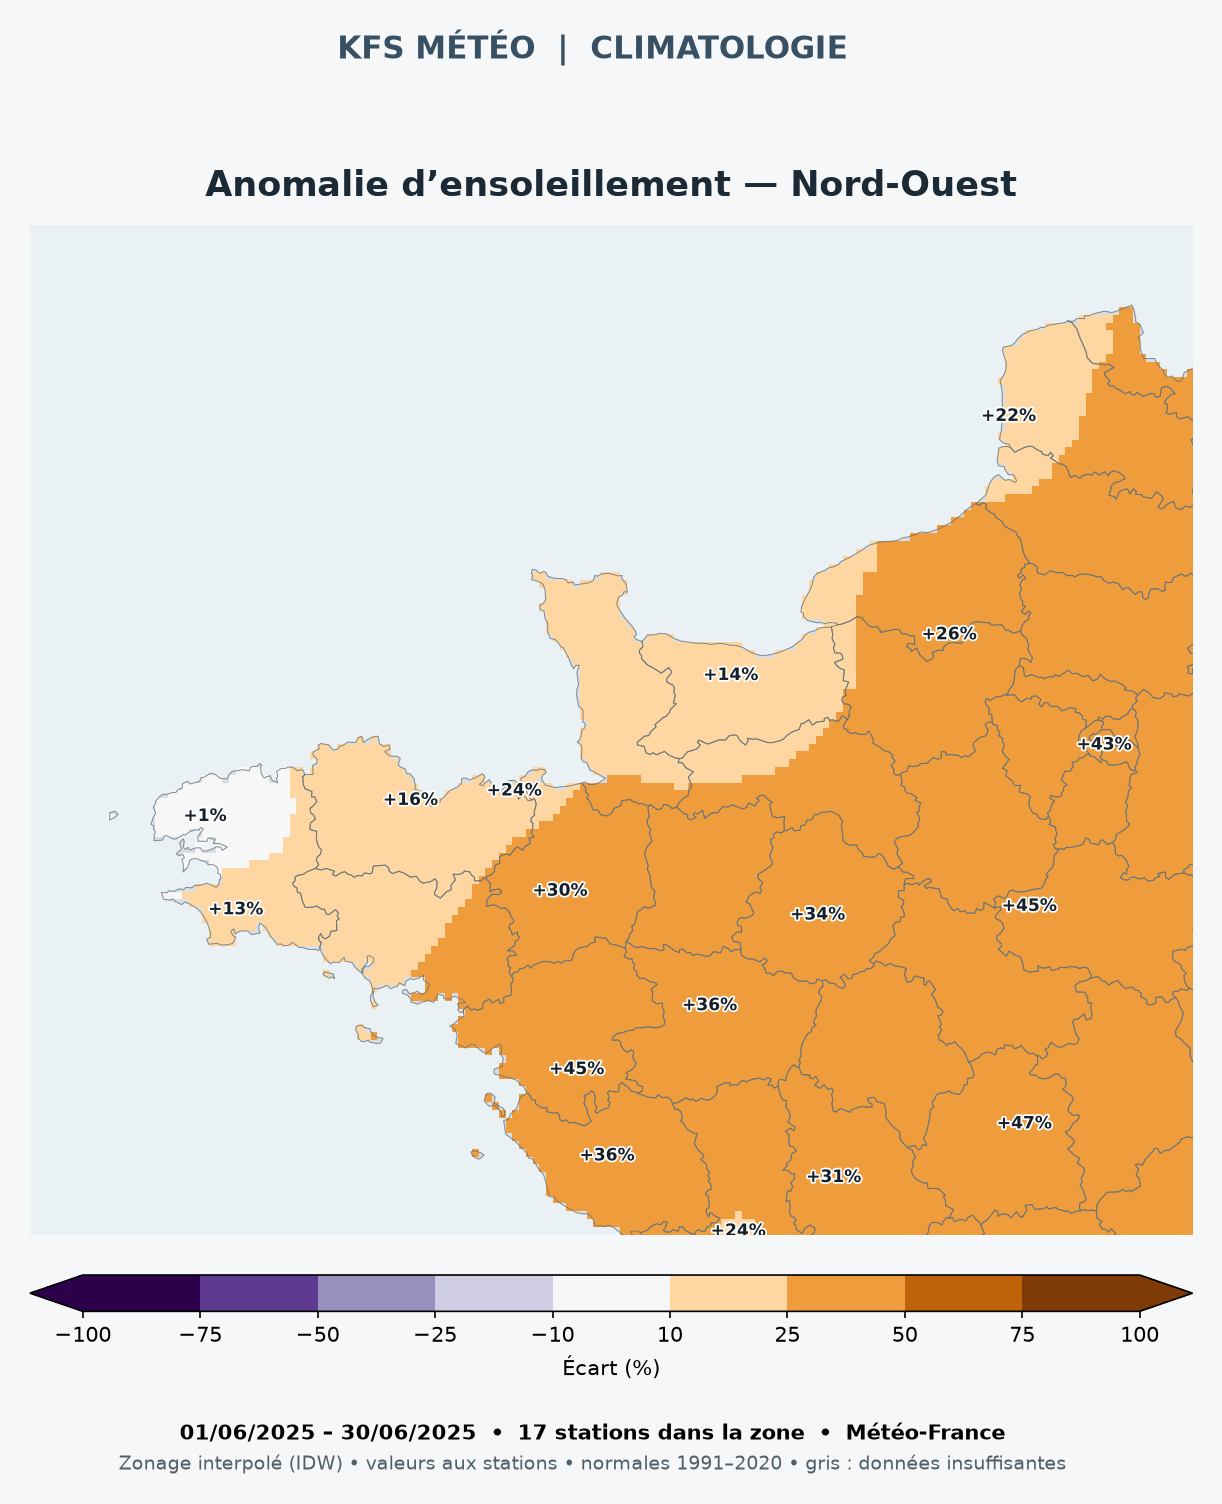 KFS MÉTÉO | CLIMATOLOGIE
Anomalie d’ensoleillement — Nord-Ouest
+22%
+26%
+14%
+43%
+24%
+16%
+1%
+30%
+45%
+13%
+34%
+36%
+45%
+47%
+36%
+31%
+24%
−100 −75 −50 −25 −10 10 25 50 75 100
Écart (%)
01/06/2025 – 30/06/2025 • 17 stations dans la zone • Météo-France
Zonage interpolé (IDW) • valeurs aux stations • normales 1991–2020 • gris : données insuffisantes